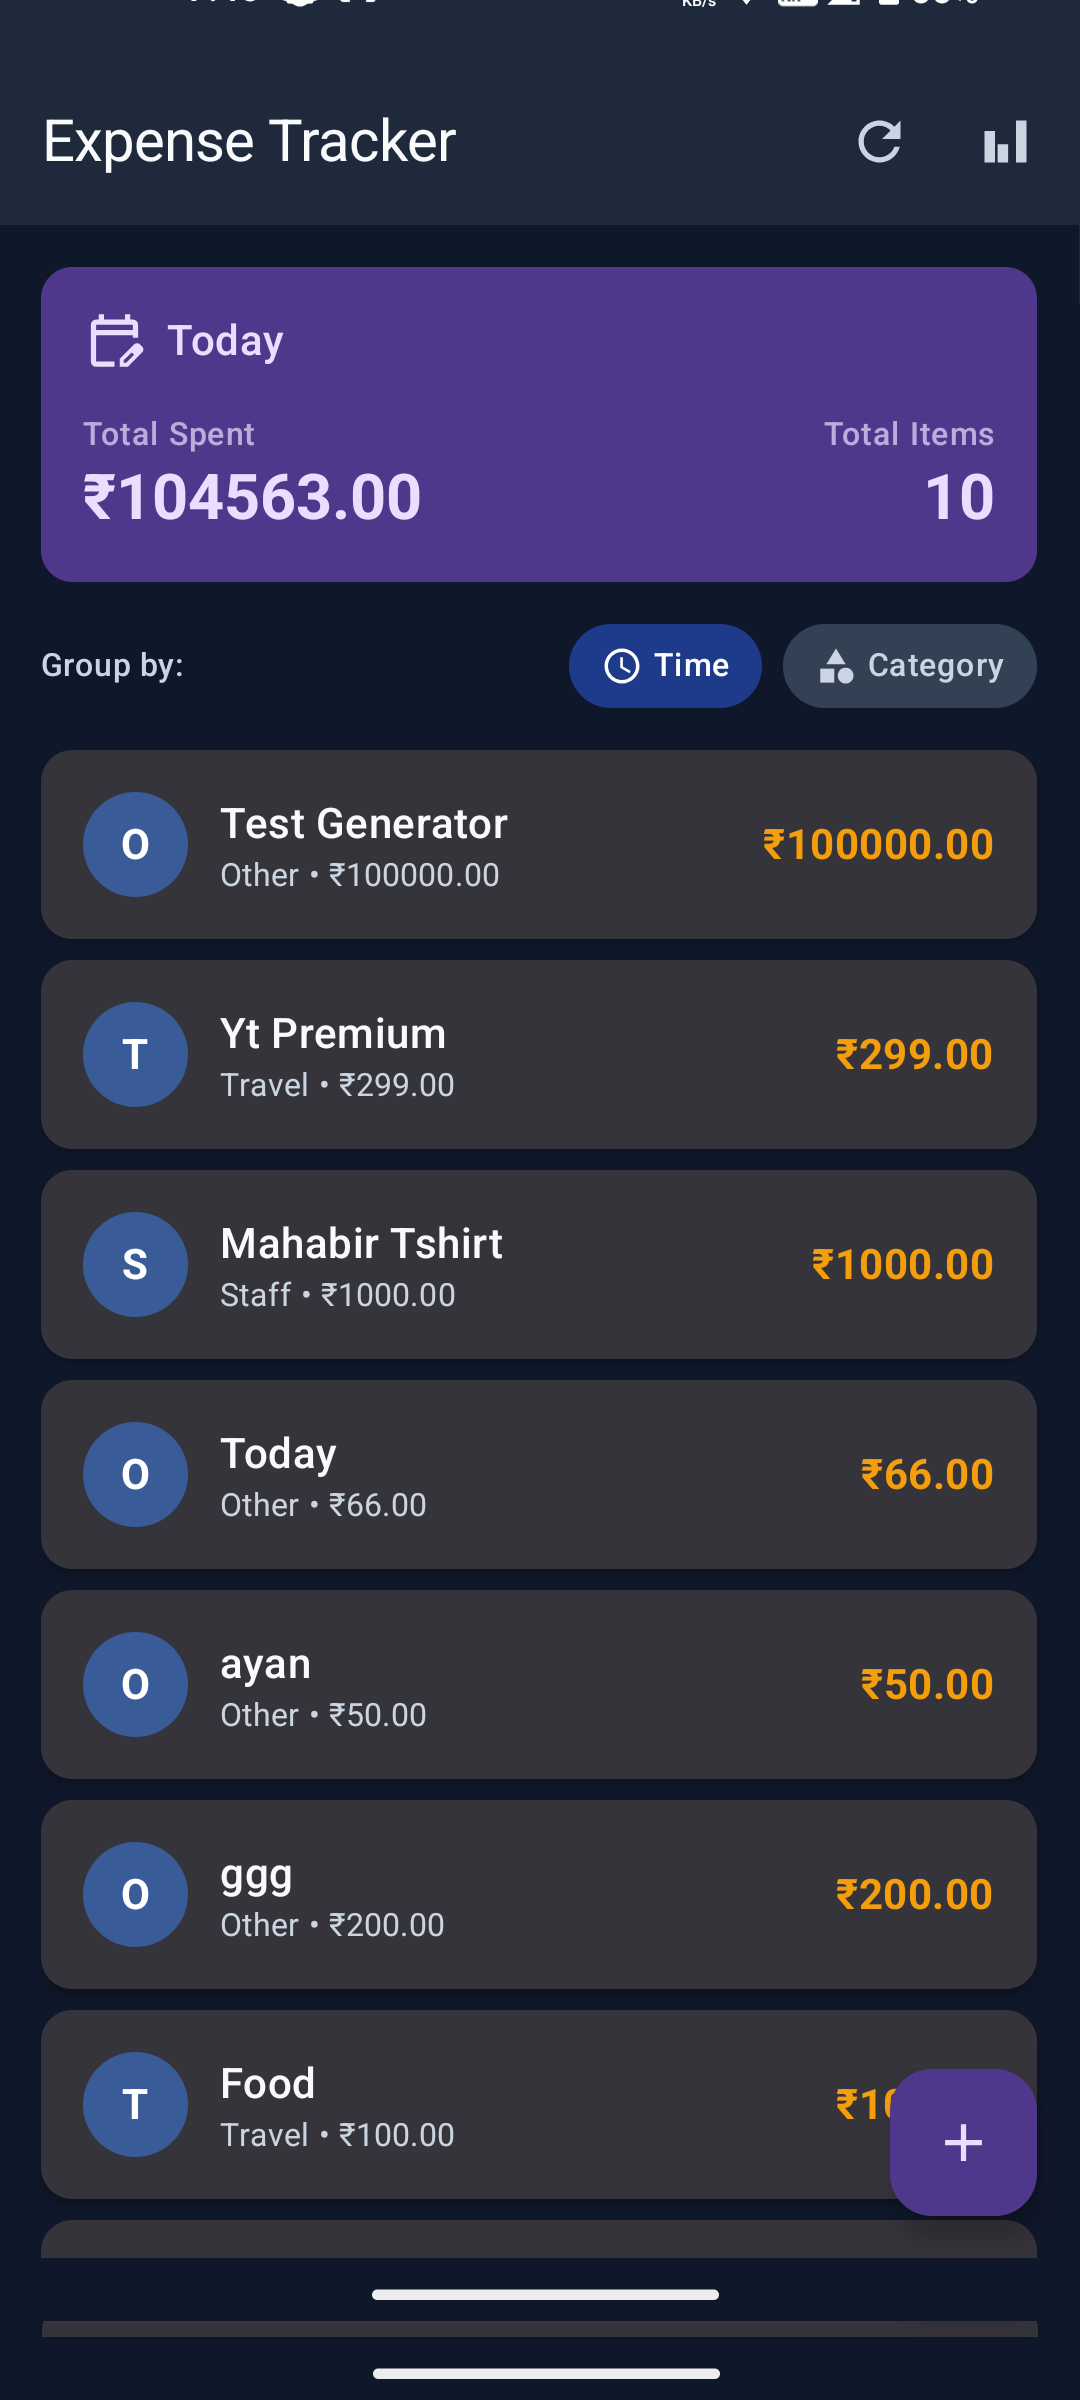 KB/s
Expense Tracker
Today
Total Spent
Total Items
₹104563.00
10
Group by:
Time
Category
O
Test Generator
Other • ₹100000.00
₹100000.00
T
Yt Premium
Travel • ₹299.00
₹299.00
S
Mahabir Tshirt
Staff • ₹1000.00
₹1000.00
O
Today
Other • ₹66.00
₹66.00
O
ayan
Other • ₹50.00
₹50.00
O
ggg
Other • ₹200.00
₹200.00
T
Food
Travel • ₹100.00
+